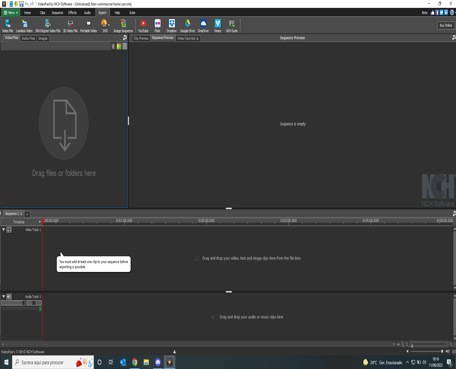 VideoPad by NCH Software - (Unlicensed) Non-commercial home use only
Menu Home Clips Sequence Effects Audio Export Help Suite
Buy Online
Video File Lossless Video 360-Degree Video File 3D Video File Portable Video DVD Image Sequence YouTube Flickr Dropbox Google Drive OneDrive Vimeo NCH Suite
Video Files Audio Files Images
Clip Preview Sequence Preview Video Tutorials
Sequence Preview
Sequence is empty
Drag files or folders here
NCH
NCH Software
Sequence 1
Timeline
Video Track 1
You must add at least one clip to your sequence before
exporting is possible.
Drag and drop your video, text and image clips here from the file bins
Audio Track 1
Drag and drop your audio or music clips here
Escreva aqui para procurar
24°C Ger. Ensolarado